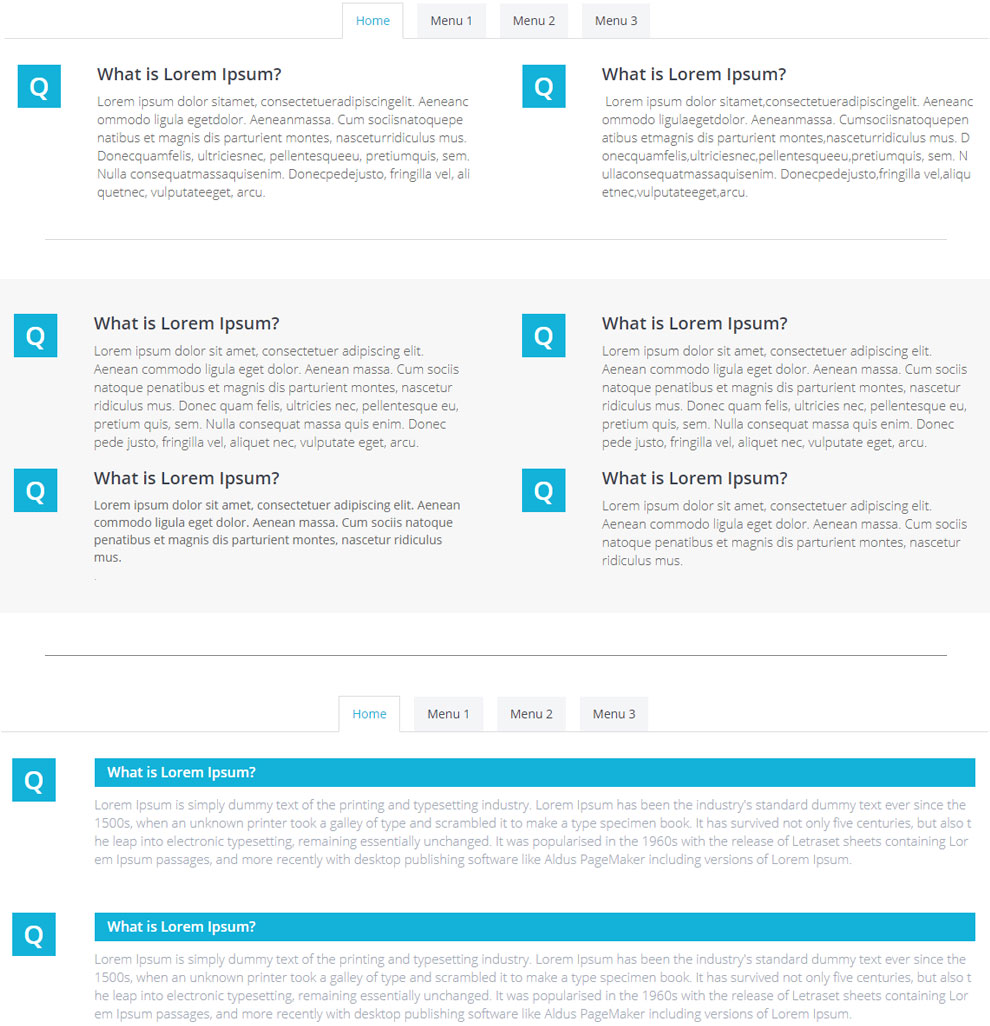 Home Menu 1 Menu 2 Menu 3
Q
What is Lorem Ipsum?
Lorem ipsum dolor sitamet, consectetueradipiscingelit. Aeneanc
ommodo ligula egetdolor. Aeneanmassa. Cum sociisnatoquepe
natibus et magnis dis parturient montes, nasceturridiculus mus.
Donecquamfelis, ultriciesnec, pellentesqueeu, pretiumquis, sem.
Nulla consequatmassaquisenim. Donecpedejusto, fringilla vel, ali
quetnec, vulputateeget, arcu.
Q
What is Lorem Ipsum?
Lorem ipsum dolor sitamet,consectetueradipiscingelit. Aeneanc
ommodo ligulaegetdolor. Aeneanmassa. Cumsociisnatoquepen
atibus etmagnis dis parturient montes,nasceturridiculus mus. D
onecquamfelis,ultriciesnec,pellentesqueeu,pretiumquis, sem. N
ullaconsequatmassaquisenim. Donecpedejusto,fringilla vel,aliqu
etnec,vulputateeget,arcu.
Q
What is Lorem Ipsum?
Lorem ipsum dolor sit amet, consectetuer adipiscing elit.
Aenean commodo ligula eget dolor. Aenean massa. Cum sociis
natoque penatibus et magnis dis parturient montes, nascetur
ridiculus mus. Donec quam felis, ultricies nec, pellentesque eu,
pretium quis, sem. Nulla consequat massa quis enim. Donec
pede justo, fringilla vel, aliquet nec, vulputate eget, arcu.
Q
What is Lorem Ipsum?
Lorem ipsum dolor sit amet, consectetuer adipiscing elit.
Aenean commodo ligula eget dolor. Aenean massa. Cum sociis
natoque penatibus et magnis dis parturient montes, nascetur
ridiculus mus. Donec quam felis, ultricies nec, pellentesque eu,
pretium quis, sem. Nulla consequat massa quis enim. Donec
pede justo, fringilla vel, aliquet nec, vulputate eget, arcu.
Q
What is Lorem Ipsum?
Lorem ipsum dolor sit amet, consectetuer adipiscing elit. Aenean
commodo ligula eget dolor. Aenean massa. Cum sociis natoque
penatibus et magnis dis parturient montes, nascetur ridiculus
mus.
.
Q
What is Lorem Ipsum?
Lorem ipsum dolor sit amet, consectetuer adipiscing elit.
Aenean commodo ligula eget dolor. Aenean massa. Cum sociis
natoque penatibus et magnis dis parturient montes, nascetur
ridiculus mus.
Home Menu 1 Menu 2 Menu 3
Q
What is Lorem Ipsum?
Lorem Ipsum is simply dummy text of the printing and typesetting industry. Lorem Ipsum has been the industry's standard dummy text ever since the
1500s, when an unknown printer took a galley of type and scrambled it to make a type specimen book. It has survived not only five centuries, but also t
he leap into electronic typesetting, remaining essentially unchanged. It was popularised in the 1960s with the release of Letraset sheets containing Lor
em Ipsum passages, and more recently with desktop publishing software like Aldus PageMaker including versions of Lorem Ipsum.
Q
What is Lorem Ipsum?
Lorem Ipsum is simply dummy text of the printing and typesetting industry. Lorem Ipsum has been the industry's standard dummy text ever since the
1500s, when an unknown printer took a galley of type and scrambled it to make a type specimen book. It has survived not only five centuries, but also t
he leap into electronic typesetting, remaining essentially unchanged. It was popularised in the 1960s with the release of Letraset sheets containing Lor
em Ipsum passages, and more recently with desktop publishing software like Aldus PageMaker including versions of Lorem Ipsum.